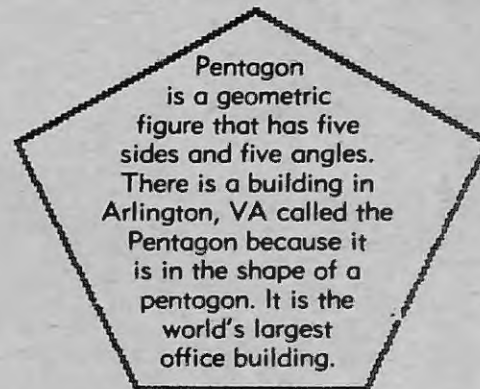 Pentagon
is a geometric
figure that has five
sides and five angles.
There is a building in
Arlington, VA called the
Pentagon because it
is in the shape of a
pentagon. It is the
world's largest
office building.